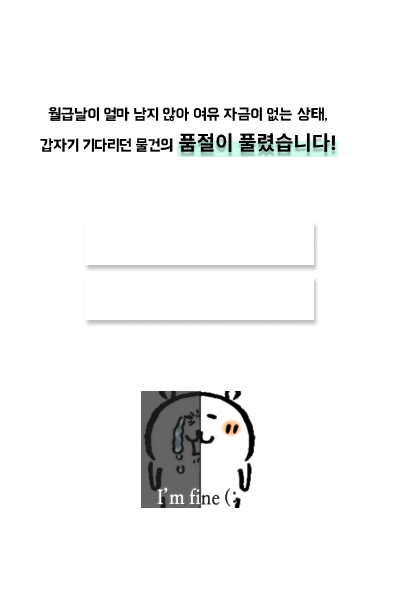 월급날이 얼마 남지 않아 여유 자금이 없는 상태,
갑자기 기다리던 물건의 품절이 풀렸습니다!
I'm fine (;